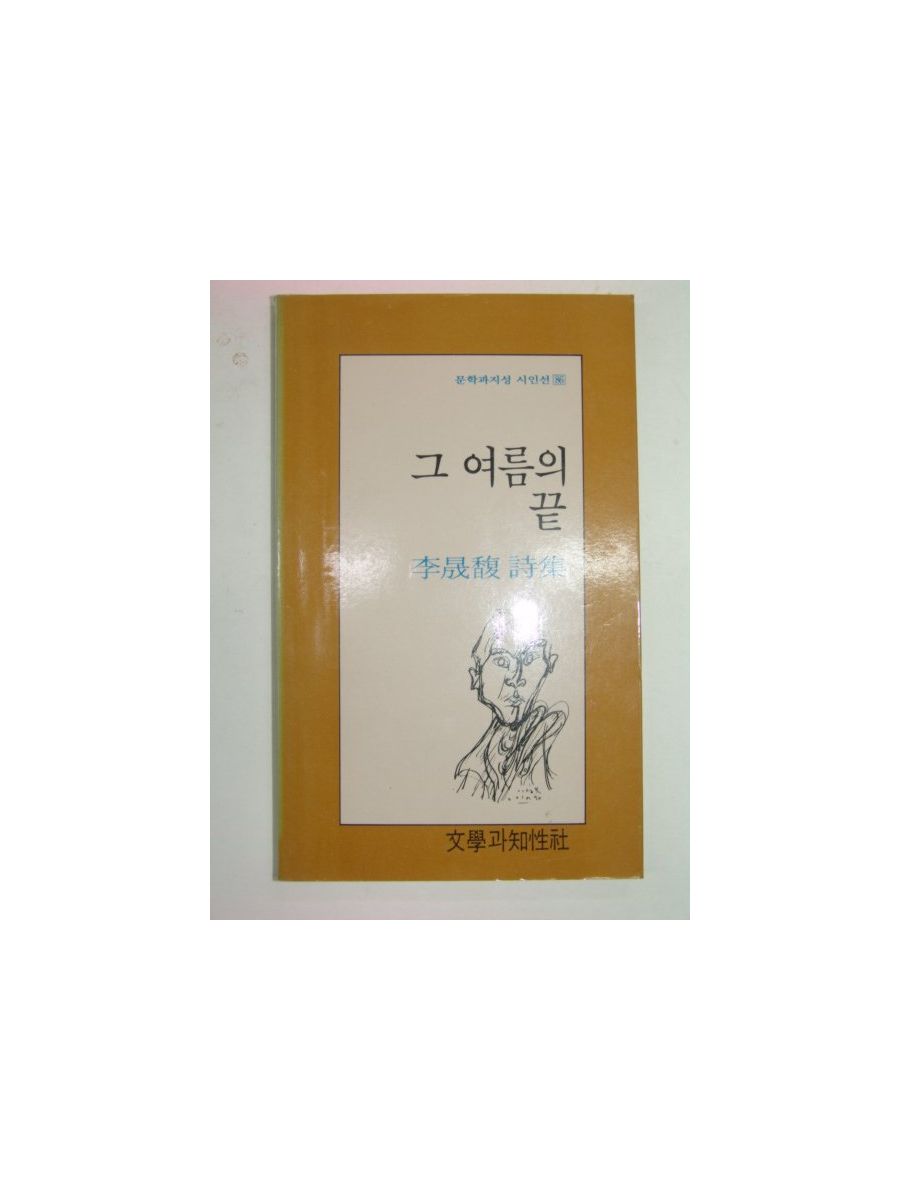 문학과지성 시인선 86
그 여름의
끝
李晟馥 詩集
文學과知性社